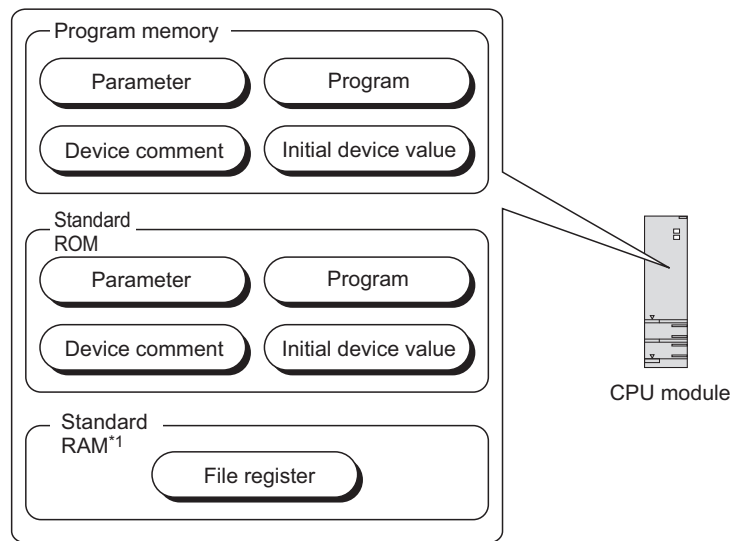 Program memory
Parameter
Program
Device comment
Initial device value
Standard
ROM
Parameter
Program
Device comment
Initial device value
Standard
RAM*1
File register
CPU module